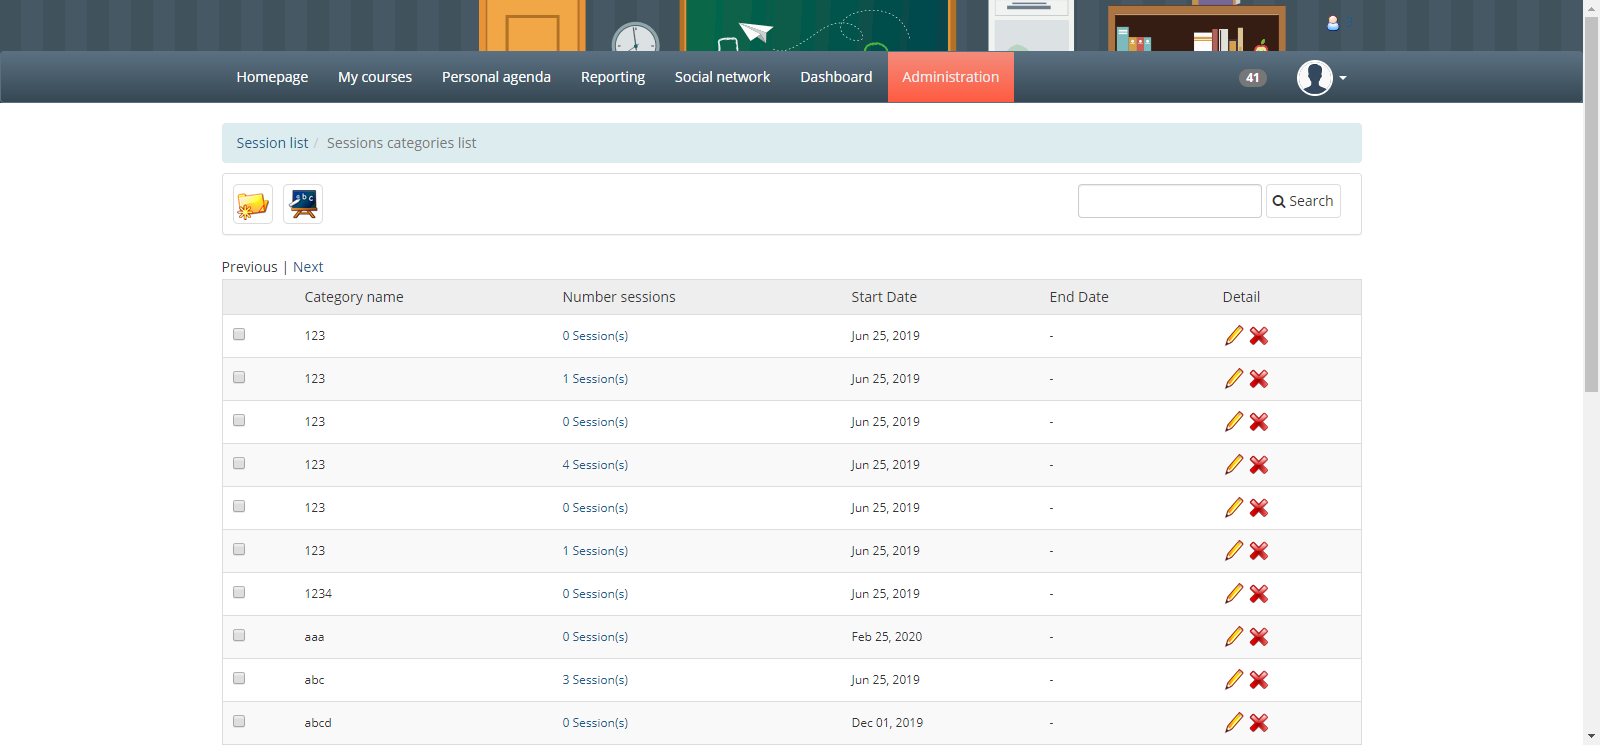 Homepage My courses Personal agenda Reporting Social network Dashboard Administration 41
Session list / Sessions categories list
abc
Search
Previous | Next
Category name Number sessions Start Date End Date Detail
123 0 Session(s) Jun 25, 2019 -
123 1 Session(s) Jun 25, 2019 -
123 0 Session(s) Jun 25, 2019 -
123 4 Session(s) Jun 25, 2019 -
123 0 Session(s) Jun 25, 2019 -
123 1 Session(s) Jun 25, 2019 -
1234 0 Session(s) Jun 25, 2019 -
aaa 0 Session(s) Feb 25, 2020 -
abc 3 Session(s) Jun 25, 2019 -
abcd 0 Session(s) Dec 01, 2019 -